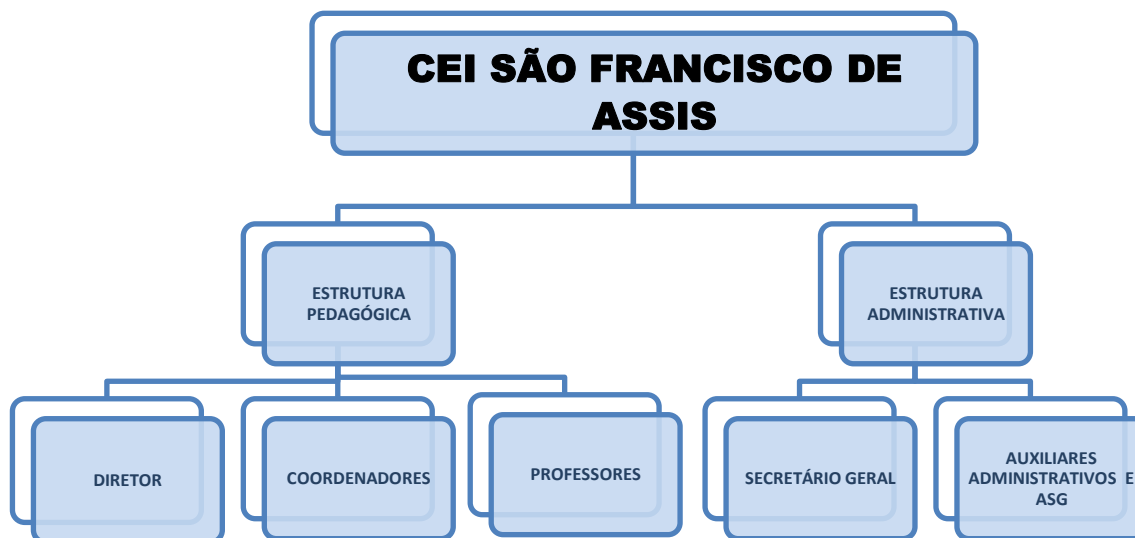 CEI SÃO FRANCISCO DE
ASSIS
ESTRUTURA
PEDAGÓGICA
ESTRUTURA
ADMINISTRATIVA
DIRETOR
COORDENADORES
PROFESSORES
SECRETÁRIO GERAL
AUXILIARES
ADMINISTRATIVOS E
ASG